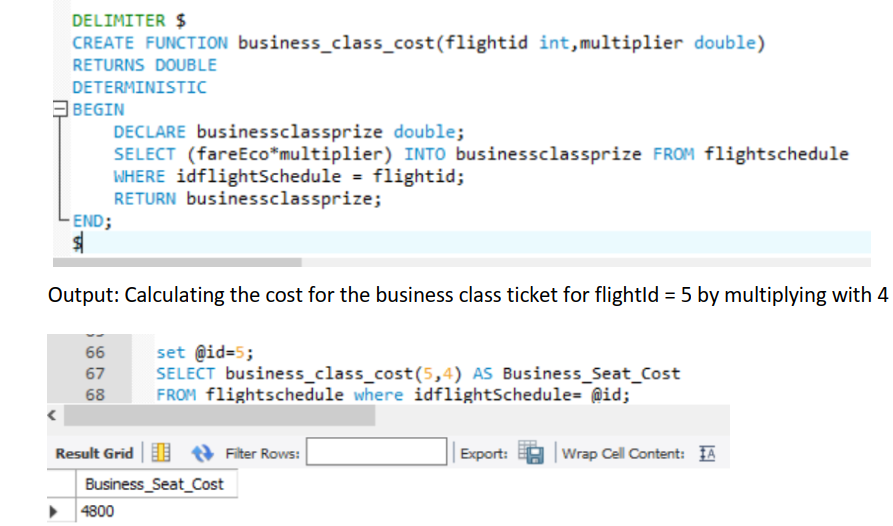 DELIMITER $
CREATE FUNCTION business_class_cost(flightid int,multiplier double)
RETURNS DOUBLE
DETERMINISTIC
BEGIN
DECLARE businessclassprize double;
SELECT (fareEco*multiplier) INTO businessclassprize FROM flightschedule
WHERE idflightSchedule = flightid;
RETURN businessclassprize;
END;
$
Output: Calculating the cost for the business class ticket for flightId = 5 by multiplying with 4
66 set @id=5;
67 SELECT business_class_cost(5,4) AS Business_Seat_Cost
68 FROM flightschedule where idflightSchedule= @id;
Result Grid Filter Rows: Export: Wrap Cell Content: IA
Business_Seat_Cost
4800